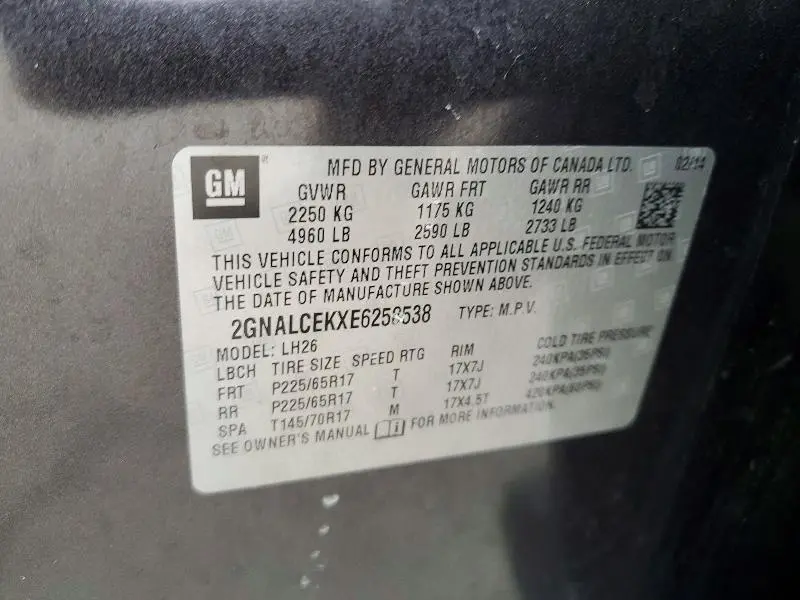 GM
MFD BY GENERAL MOTORS OF CANADA LTD. 02/14
GVWR GAWR FRT GAWR RR
2250 KG 1175 KG 1240 KG
4960 LB 2590 LB 2733 LB
THIS VEHICLE CONFORMS TO ALL APPLICABLE U.S. FEDERAL MOTOR
VEHICLE SAFETY AND THEFT PREVENTION STANDARDS IN EFFECT ON
THE DATE OF MANUFACTURE SHOWN ABOVE.
2GNALCEKXE6258538 TYPE: M.P.V.
MODEL: LH26
LBCH TIRE SIZE SPEED RTG RIM COLD TIRE PRESSURE
FRT P225/65R17 T 17X7J 240KPA(35PSI)
RR P225/65R17 T 17X7J 240KPA(35PSI)
SPA T145/70R17 M 17X4.5T 420KPA(60PSI)
SEE OWNER'S MANUAL FOR MORE INFORMATION.